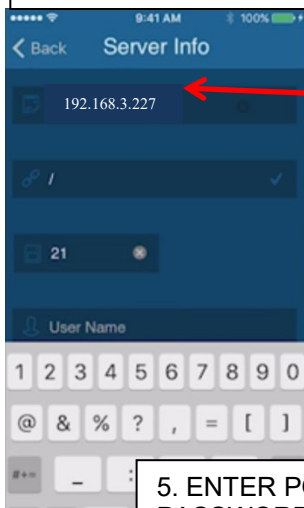 9:41 AM 100%
Back Server Info
192.168.3.227
/
21
User Name
1 2 3 4 5 6 7 8 9 0
@ & % ? , = [ ]
#+= _ :
5. ENTER PO
PASSWORD